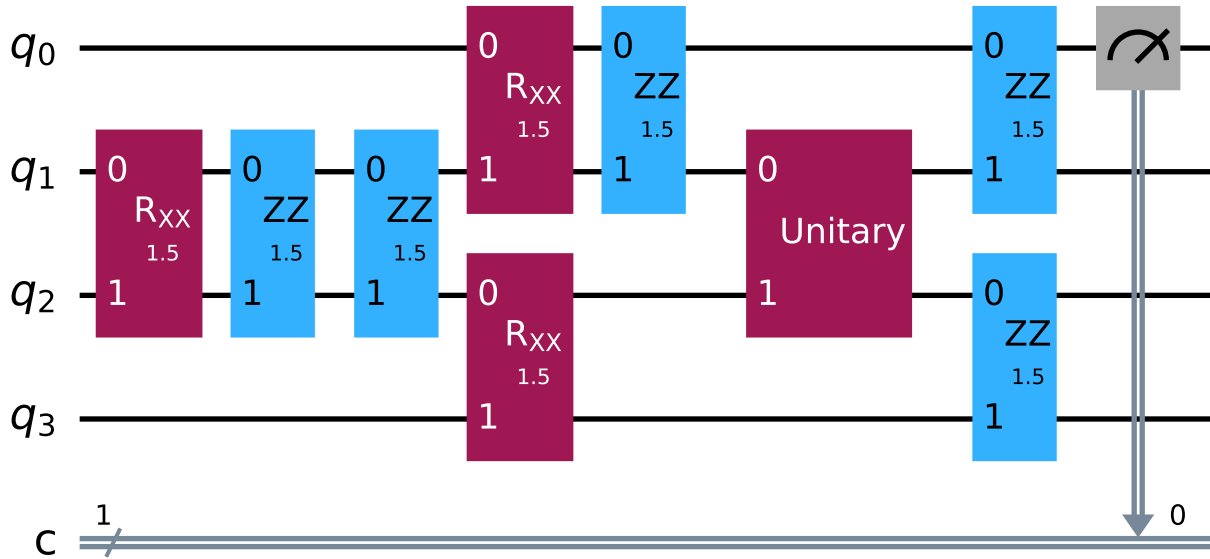 q0 0 0 0
RXX ZZ ZZ
1.5 1.5 1.5
q1 0 0 0 1 1 0 1
RXX ZZ ZZ Unitary
1.5 1.5 1.5
q2 1 1 1 0 1 0
RXX ZZ
1.5 1.5
q3 1 1
1 0
c